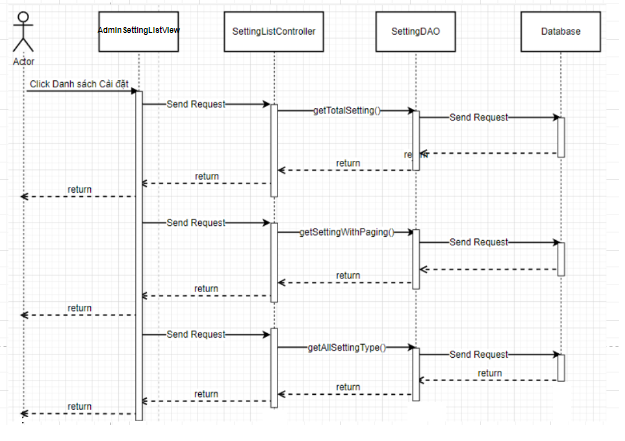 AdminSettingListView
SettingListController
SettingDAO
Database
Actor
Click Danh sách Cài đặt
Send Request
getTotalSetting()
Send Request
return
return
return
return
Send Request
getSettingWithPaging()
Send Request
return
return
return
Send Request
getAllSettingType()
Send Request
return
return
return
return